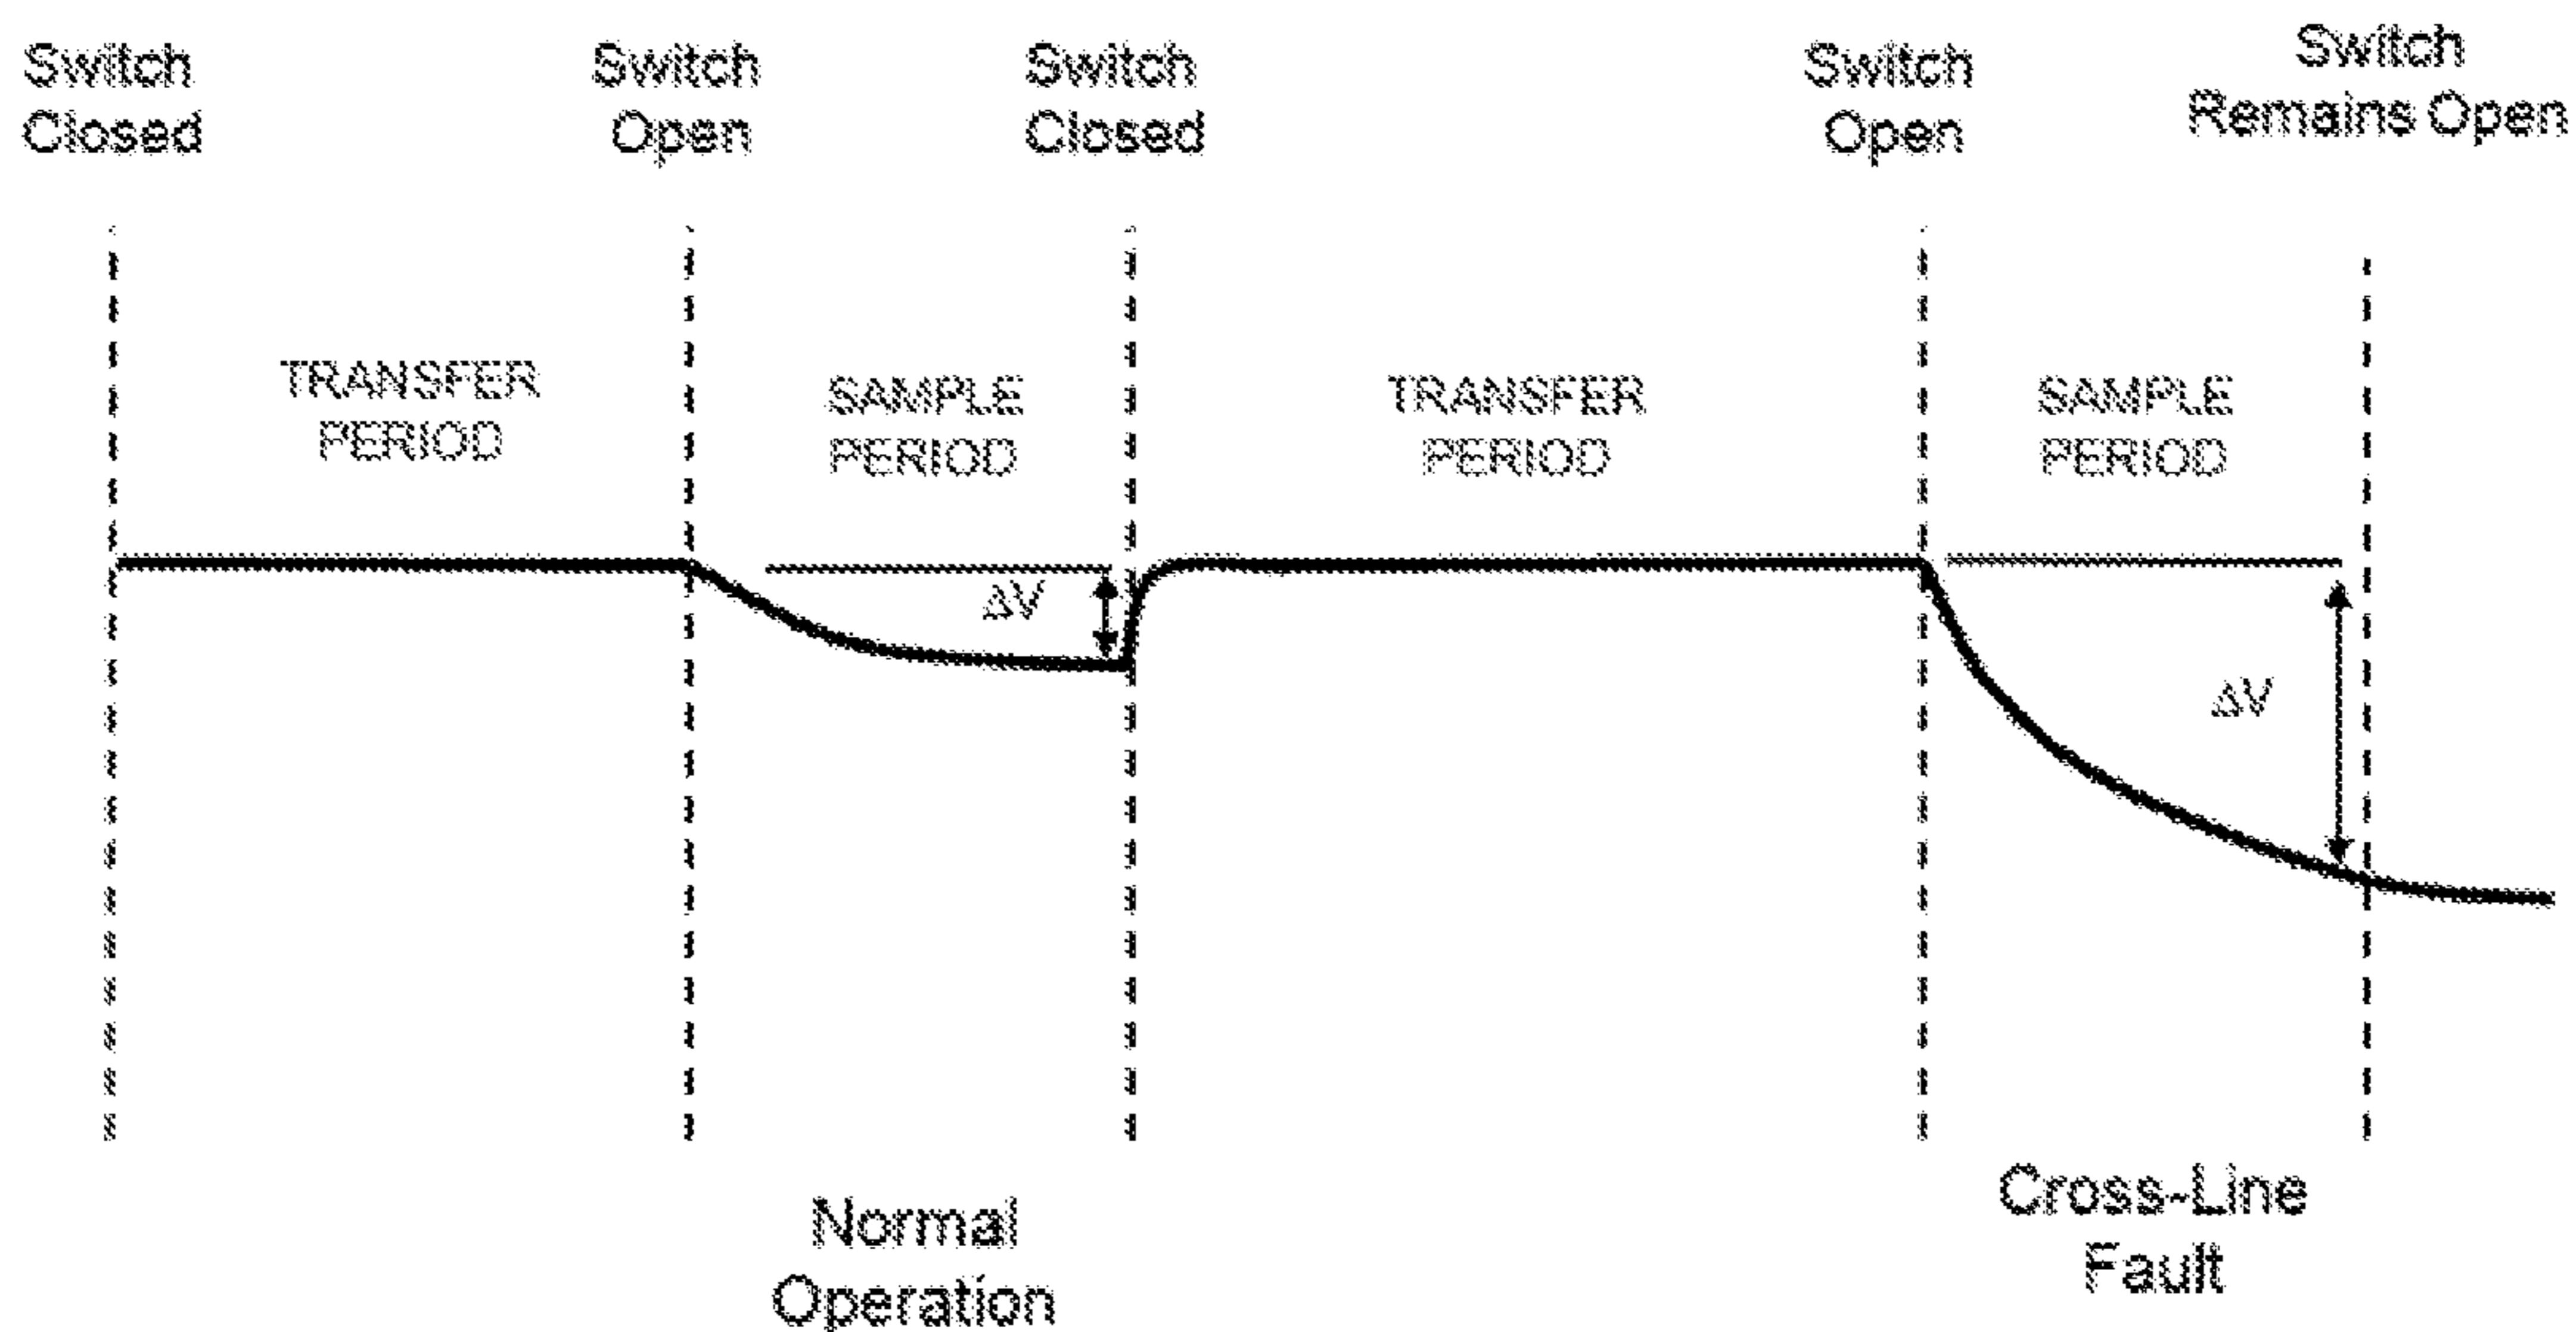 Switch
Closed
Switch
Open
Switch
Closed
Switch
Open
Switch
Remains Open
TRANSFER
PERIOD
SAMPLE
PERIOD
TRANSFER
PERIOD
SAMPLE
PERIOD
ΔV
ΔV
Normal
Operation
Cross-Line
Fault